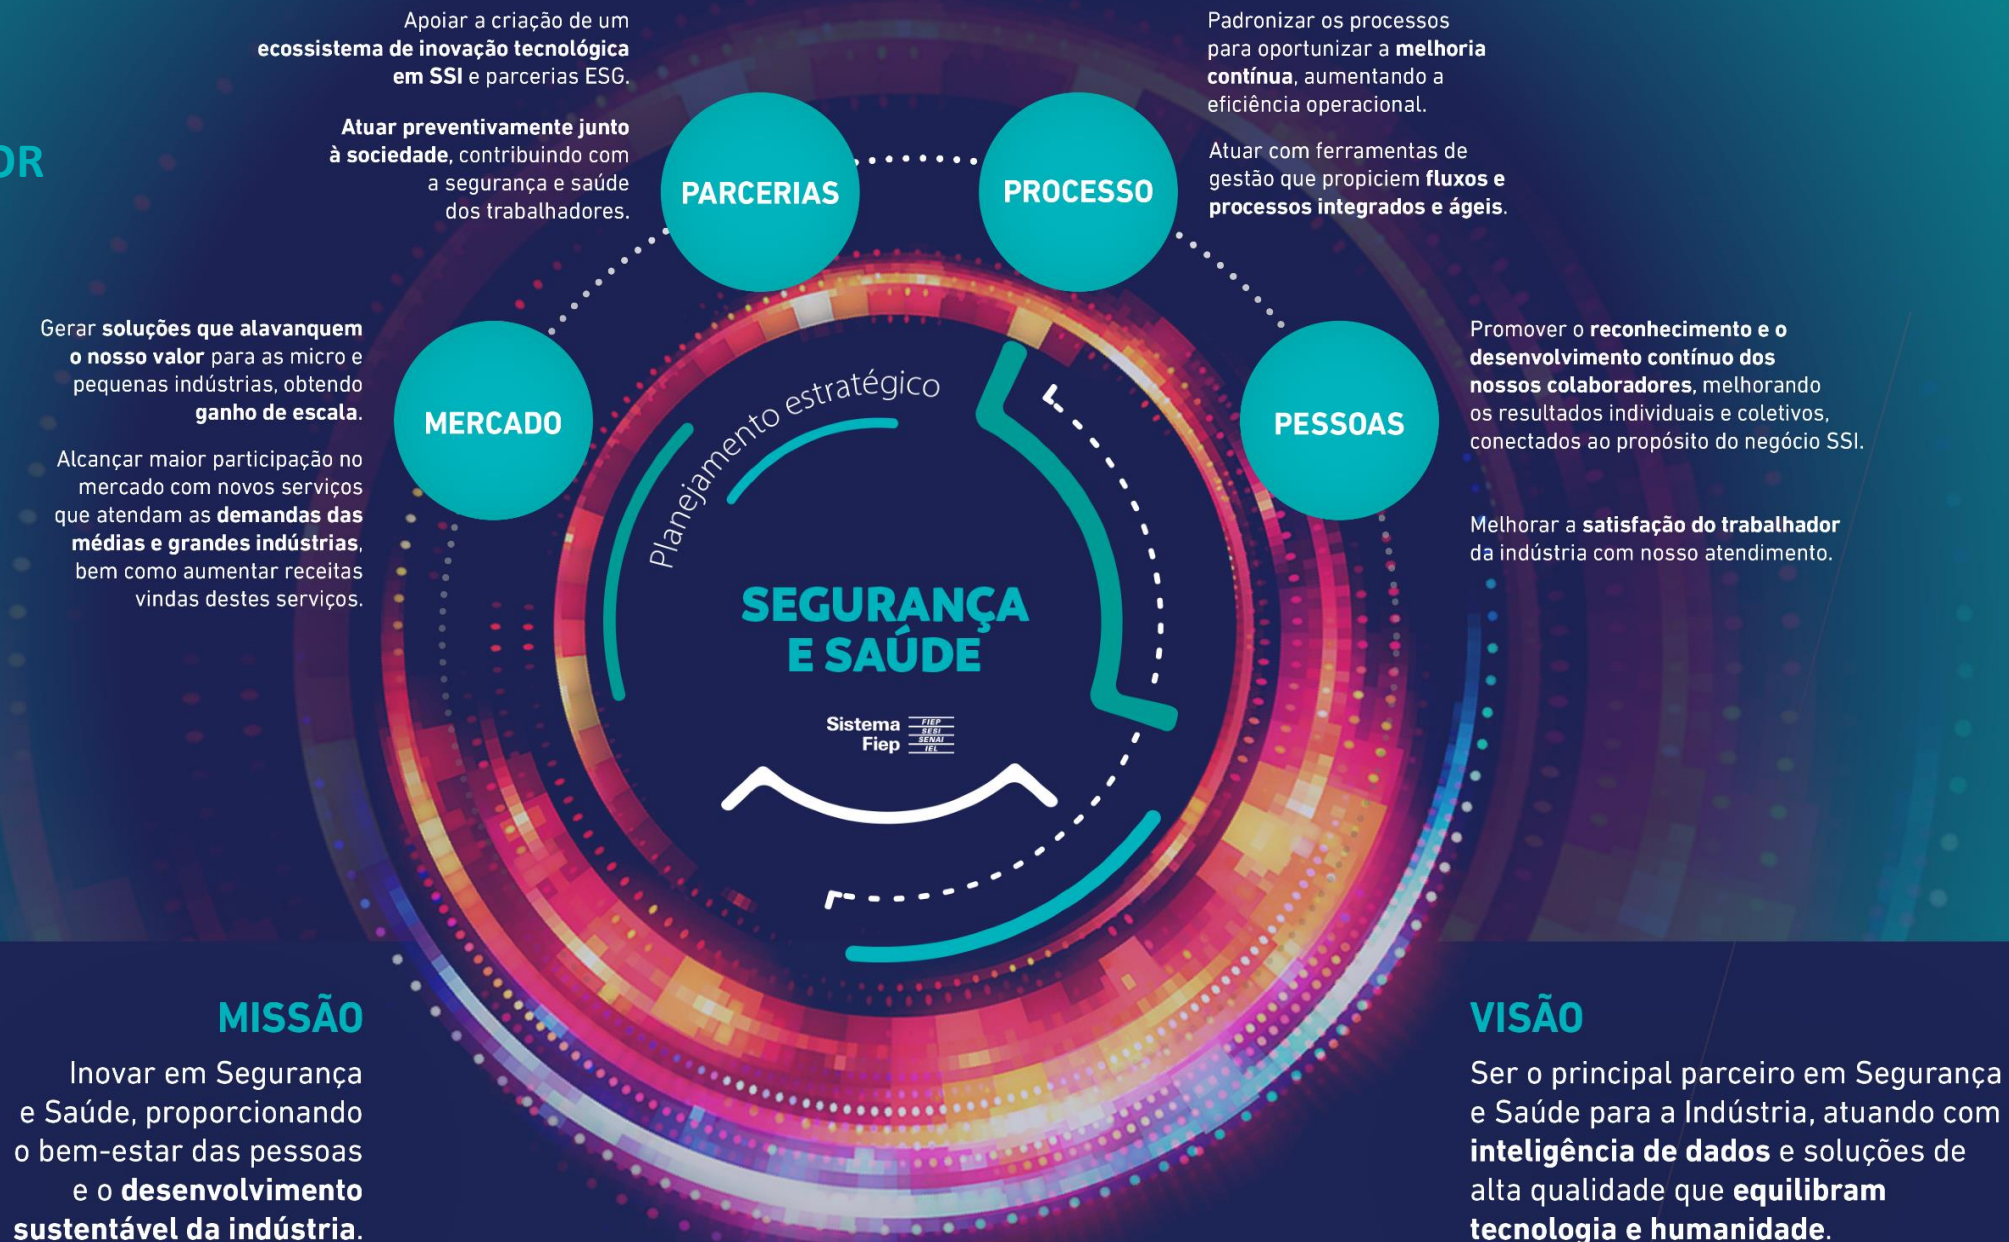 Apoiar a criação de um
ecossistema de inovação tecnológica
em SSI e parcerias ESG.
Atuar preventivamente junto
à sociedade, contribuindo com
a segurança e saúde
dos trabalhadores.
PARCERIAS
PROCESSO
Padronizar os processos
para oportunizar a melhoria
contínua, aumentando a
eficiência operacional.
Atuar com ferramentas de
gestão que propiciem fluxos e
processos integrados e ágeis.
OR
Gerar soluções que alavanquem
o nosso valor para as micro e
pequenas indústrias, obtendo
ganho de escala.
Alcançar maior participação no
mercado com novos serviços
que atendam as demandas das
médias e grandes indústrias,
bem como aumentar receitas
vindas destes serviços.
MERCADO
PESSOAS
Promover o reconhecimento e o
desenvolvimento contínuo dos
nossos colaboradores, melhorando
os resultados individuais e coletivos,
conectados ao propósito do negócio SSI.
Melhorar a satisfação do trabalhador
da indústria com nosso atendimento.
Planejamento estratégico
SEGURANÇA
E SAÚDE
Sistema
Fiep
FIEP
SESI
SENAI
IEL
MISSÃO
Inovar em Segurança
e Saúde, proporcionando
o bem-estar das pessoas
e o desenvolvimento
sustentável da indústria.
VISÃO
Ser o principal parceiro em Segurança
e Saúde para a Indústria, atuando com
inteligência de dados e soluções de
alta qualidade que equilibram
tecnologia e humanidade.